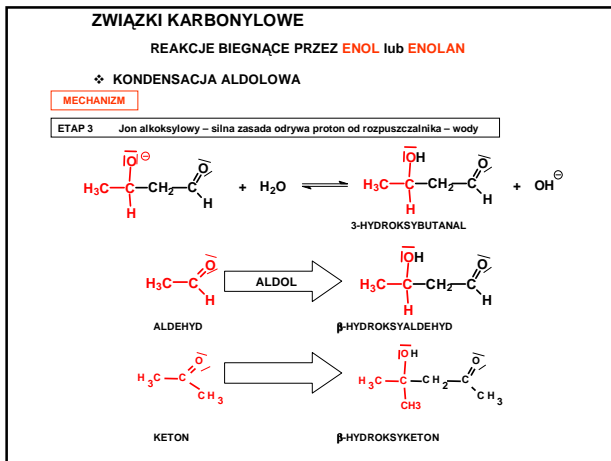 ZWIĄZKI KARBONYLOWE
REAKCJE BIEGNĄCE PRZEZ ENOL lub ENOLAN
❖ KONDENSACJA ALDOLOWA
MECHANIZM
ETAP 3 Jon alkoksylowy – silna zasada odrywa proton od rozpuszczalnika – wody
O⊖ O OH O
H₃C C CH₂ C + H₂O ⇌ H₃C C CH₂ C + OH⊖
H H H H
3-HYDROKSYBUTANAL
O ALDOL OH O
H₃C C H₃C C CH₂ C
H H H
ALDEHYD β-HYDROKSYALDEHYD
O OH O
H₃C C H₃C C CH₂ C
CH₃ CH3 CH₃
KETON β-HYDROKSYKETON